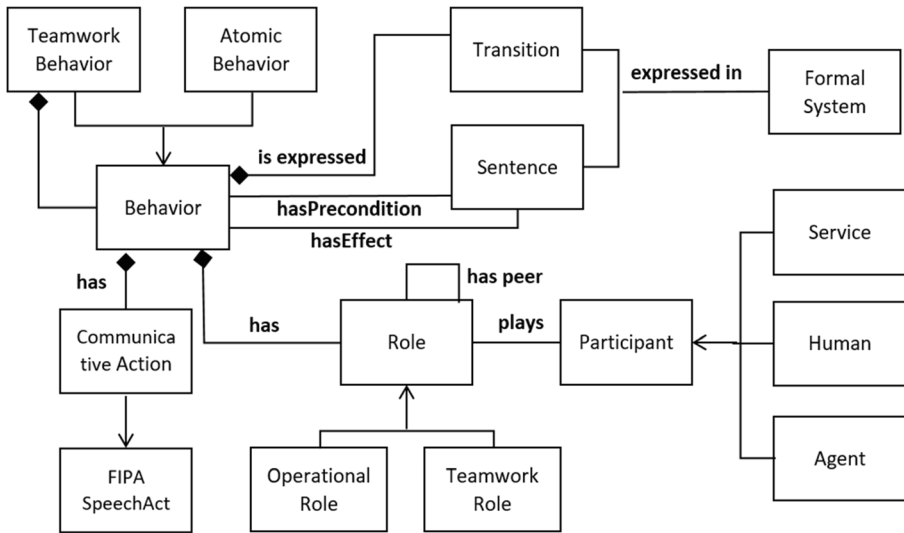 Teamwork
Behavior
Atomic
Behavior
Transition
expressed in
Formal
System
is expressed
Sentence
Behavior
hasPrecondition
hasEffect
Service
has
has peer
Communica
tive Action
has
Role
plays
Participant
Human
FIPA
SpeechAct
Operational
Role
Teamwork
Role
Agent